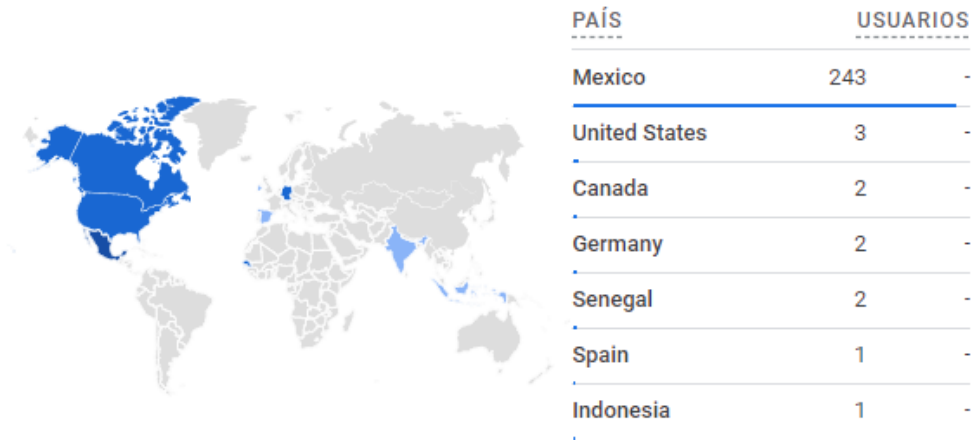 PAÍS USUARIOS
Mexico 243 -
United States 3 -
Canada 2 -
Germany 2 -
Senegal 2 -
Spain 1 -
Indonesia 1 -